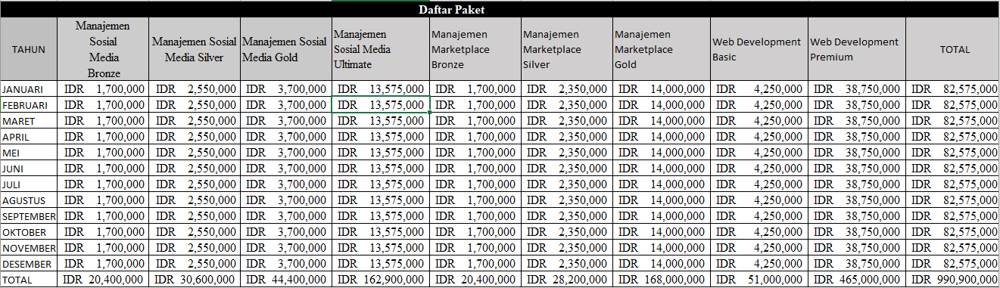 Daftar Paket
TAHUN Manajemen Sosial Media Bronze Manajemen Sosial Media Silver Manajemen Sosial Media Gold Manajemen Sosial Media Ultimate Manajemen Marketplace Bronze Manajemen Marketplace Silver Manajemen Marketplace Gold Web Development Basic Web Development Premium TOTAL
JANUARI IDR 1,700,000 IDR 2,550,000 IDR 3,700,000 IDR 13,575,000 IDR 1,700,000 IDR 2,350,000 IDR 14,000,000 IDR 4,250,000 IDR 38,750,000 IDR 82,575,000
FEBRUARI IDR 1,700,000 IDR 2,550,000 IDR 3,700,000 IDR 13,575,000 IDR 1,700,000 IDR 2,350,000 IDR 14,000,000 IDR 4,250,000 IDR 38,750,000 IDR 82,575,000
MARET IDR 1,700,000 IDR 2,550,000 IDR 3,700,000 IDR 13,575,000 IDR 1,700,000 IDR 2,350,000 IDR 14,000,000 IDR 4,250,000 IDR 38,750,000 IDR 82,575,000
APRIL IDR 1,700,000 IDR 2,550,000 IDR 3,700,000 IDR 13,575,000 IDR 1,700,000 IDR 2,350,000 IDR 14,000,000 IDR 4,250,000 IDR 38,750,000 IDR 82,575,000
MEI IDR 1,700,000 IDR 2,550,000 IDR 3,700,000 IDR 13,575,000 IDR 1,700,000 IDR 2,350,000 IDR 14,000,000 IDR 4,250,000 IDR 38,750,000 IDR 82,575,000
JUNI IDR 1,700,000 IDR 2,550,000 IDR 3,700,000 IDR 13,575,000 IDR 1,700,000 IDR 2,350,000 IDR 14,000,000 IDR 4,250,000 IDR 38,750,000 IDR 82,575,000
JULI IDR 1,700,000 IDR 2,550,000 IDR 3,700,000 IDR 13,575,000 IDR 1,700,000 IDR 2,350,000 IDR 14,000,000 IDR 4,250,000 IDR 38,750,000 IDR 82,575,000
AGUSTUS IDR 1,700,000 IDR 2,550,000 IDR 3,700,000 IDR 13,575,000 IDR 1,700,000 IDR 2,350,000 IDR 14,000,000 IDR 4,250,000 IDR 38,750,000 IDR 82,575,000
SEPTEMBER IDR 1,700,000 IDR 2,550,000 IDR 3,700,000 IDR 13,575,000 IDR 1,700,000 IDR 2,350,000 IDR 14,000,000 IDR 4,250,000 IDR 38,750,000 IDR 82,575,000
OKTOBER IDR 1,700,000 IDR 2,550,000 IDR 3,700,000 IDR 13,575,000 IDR 1,700,000 IDR 2,350,000 IDR 14,000,000 IDR 4,250,000 IDR 38,750,000 IDR 82,575,000
NOVEMBER IDR 1,700,000 IDR 2,550,000 IDR 3,700,000 IDR 13,575,000 IDR 1,700,000 IDR 2,350,000 IDR 14,000,000 IDR 4,250,000 IDR 38,750,000 IDR 82,575,000
DESEMBER IDR 1,700,000 IDR 2,550,000 IDR 3,700,000 IDR 13,575,000 IDR 1,700,000 IDR 2,350,000 IDR 14,000,000 IDR 4,250,000 IDR 38,750,000 IDR 82,575,000
TOTAL IDR 20,400,000 IDR 30,600,000 IDR 44,400,000 IDR 162,900,000 IDR 20,400,000 IDR 28,200,000 IDR 168,000,000 IDR 51,000,000 IDR 465,000,000 IDR 990,900,000